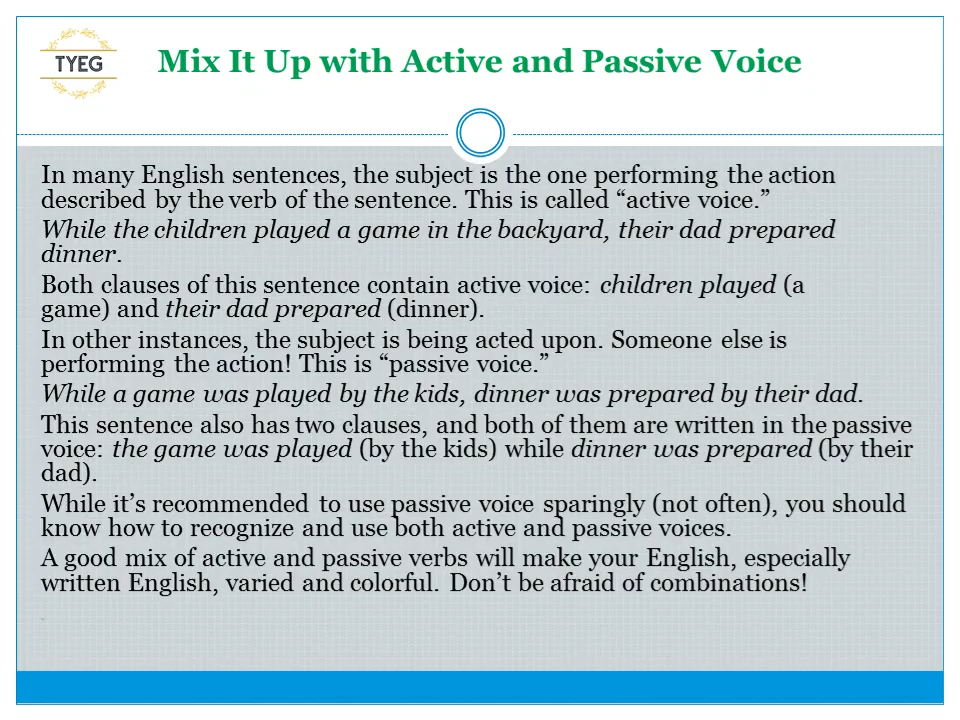 TYEG
Mix It Up with Active and Passive Voice
In many English sentences, the subject is the one performing the action
described by the verb of the sentence. This is called “active voice.”
While the children played a game in the backyard, their dad prepared
dinner.
Both clauses of this sentence contain active voice: children played (a
game) and their dad prepared (dinner).
In other instances, the subject is being acted upon. Someone else is
performing the action! This is “passive voice.”
While a game was played by the kids, dinner was prepared by their dad.
This sentence also has two clauses, and both of them are written in the passive
voice: the game was played (by the kids) while dinner was prepared (by their
dad).
While it’s recommended to use passive voice sparingly (not often), you should
know how to recognize and use both active and passive voices.
A good mix of active and passive verbs will make your English, especially
written English, varied and colorful. Don’t be afraid of combinations!
.